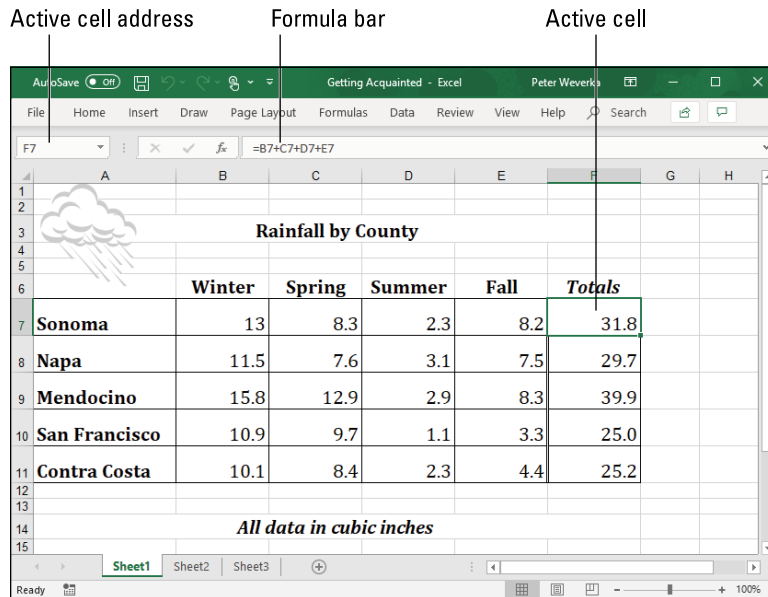 Active cell address Formula bar Active cell
AutoSave Off Getting Acquainted - Excel Peter Weverka
File Home Insert Draw Page Layout Formulas Data Review View Help Search
F7 fx =B7+C7+D7+E7
A B C D E F G H
1
2
3 Rainfall by County
4
5
6 Winter Spring Summer Fall Totals
7 Sonoma 13 8.3 2.3 8.2 31.8
8 Napa 11.5 7.6 3.1 7.5 29.7
9 Mendocino 15.8 12.9 2.9 8.3 39.9
10 San Francisco 10.9 9.7 1.1 3.3 25.0
11 Contra Costa 10.1 8.4 2.3 4.4 25.2
12
13
14 All data in cubic inches
15
Sheet1 Sheet2 Sheet3
Ready 100%